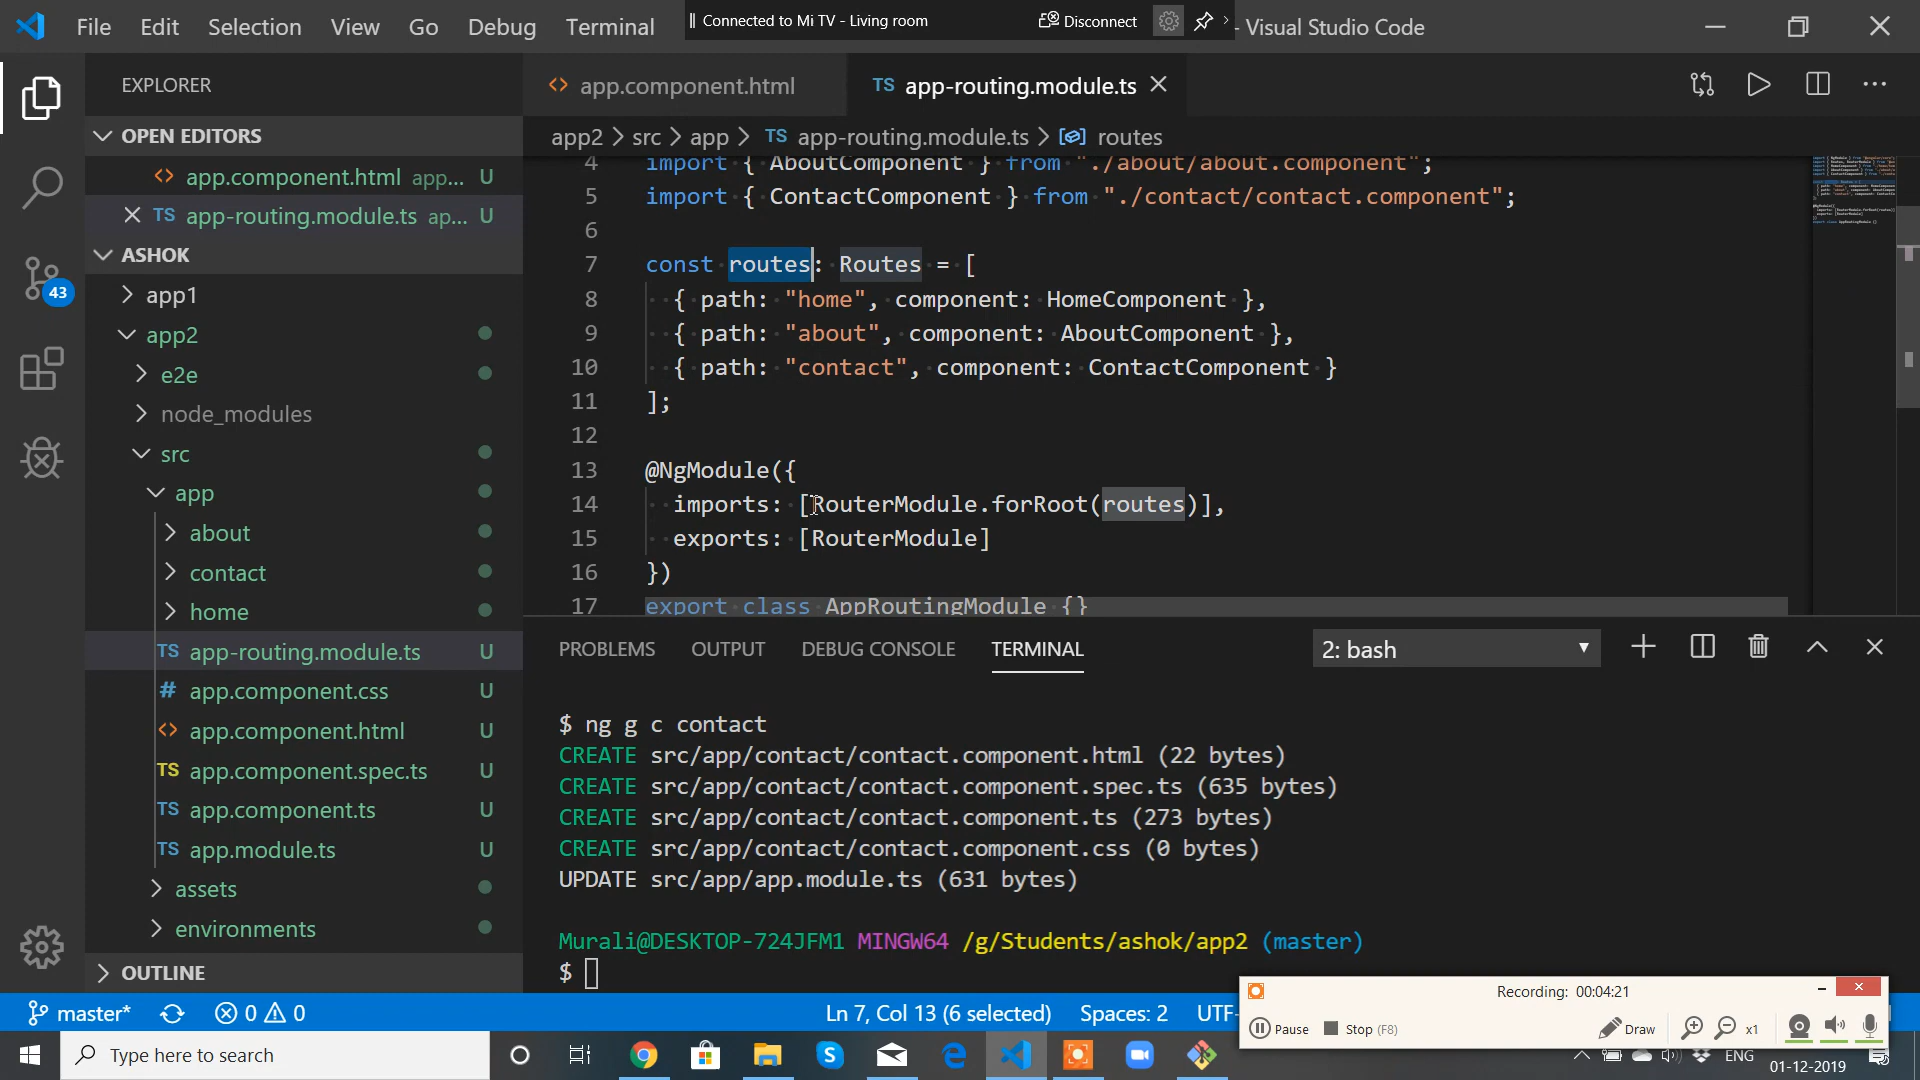 File Edit Selection View Go Debug Terminal
Connected to Mi TV - Living room Disconnect
- Visual Studio Code
EXPLORER
OPEN EDITORS
<> app.component.html app... U
TS app-routing.module.ts ap... U
ASHOK
app1
app2
e2e
node_modules
src
app
about
contact
home
TS app-routing.module.ts U
# app.component.css U
<> app.component.html U
TS app.component.spec.ts U
TS app.component.ts U
TS app.module.ts U
assets
environments
OUTLINE
43
<> app.component.html
TS app-routing.module.ts
app2 > src > app > TS app-routing.module.ts > routes
4 import { AboutComponent } from "./about/about.component";
5 import { ContactComponent } from "./contact/contact.component";
6
7 const routes: Routes = [
8 { path: "home", component: HomeComponent },
9 { path: "about", component: AboutComponent },
10 { path: "contact", component: ContactComponent }
11 ];
12
13 @NgModule({
14 imports: [RouterModule.forRoot(routes)],
15 exports: [RouterModule]
16 })
17 export class AppRoutingModule {}
PROBLEMS OUTPUT DEBUG CONSOLE TERMINAL 2: bash
$ ng g c contact
CREATE src/app/contact/contact.component.html (22 bytes)
CREATE src/app/contact/contact.component.spec.ts (635 bytes)
CREATE src/app/contact/contact.component.ts (273 bytes)
CREATE src/app/contact/contact.component.css (0 bytes)
UPDATE src/app/app.module.ts (631 bytes)
Murali@DESKTOP-724JFM1 MINGW64 /g/Students/ashok/app2 (master)
$
master* 0 0 Ln 7, Col 13 (6 selected) Spaces: 2 UTF-
Recording: 00:04:21
Pause Stop (F8) Draw x1
Type here to search
ENG
01-12-2019